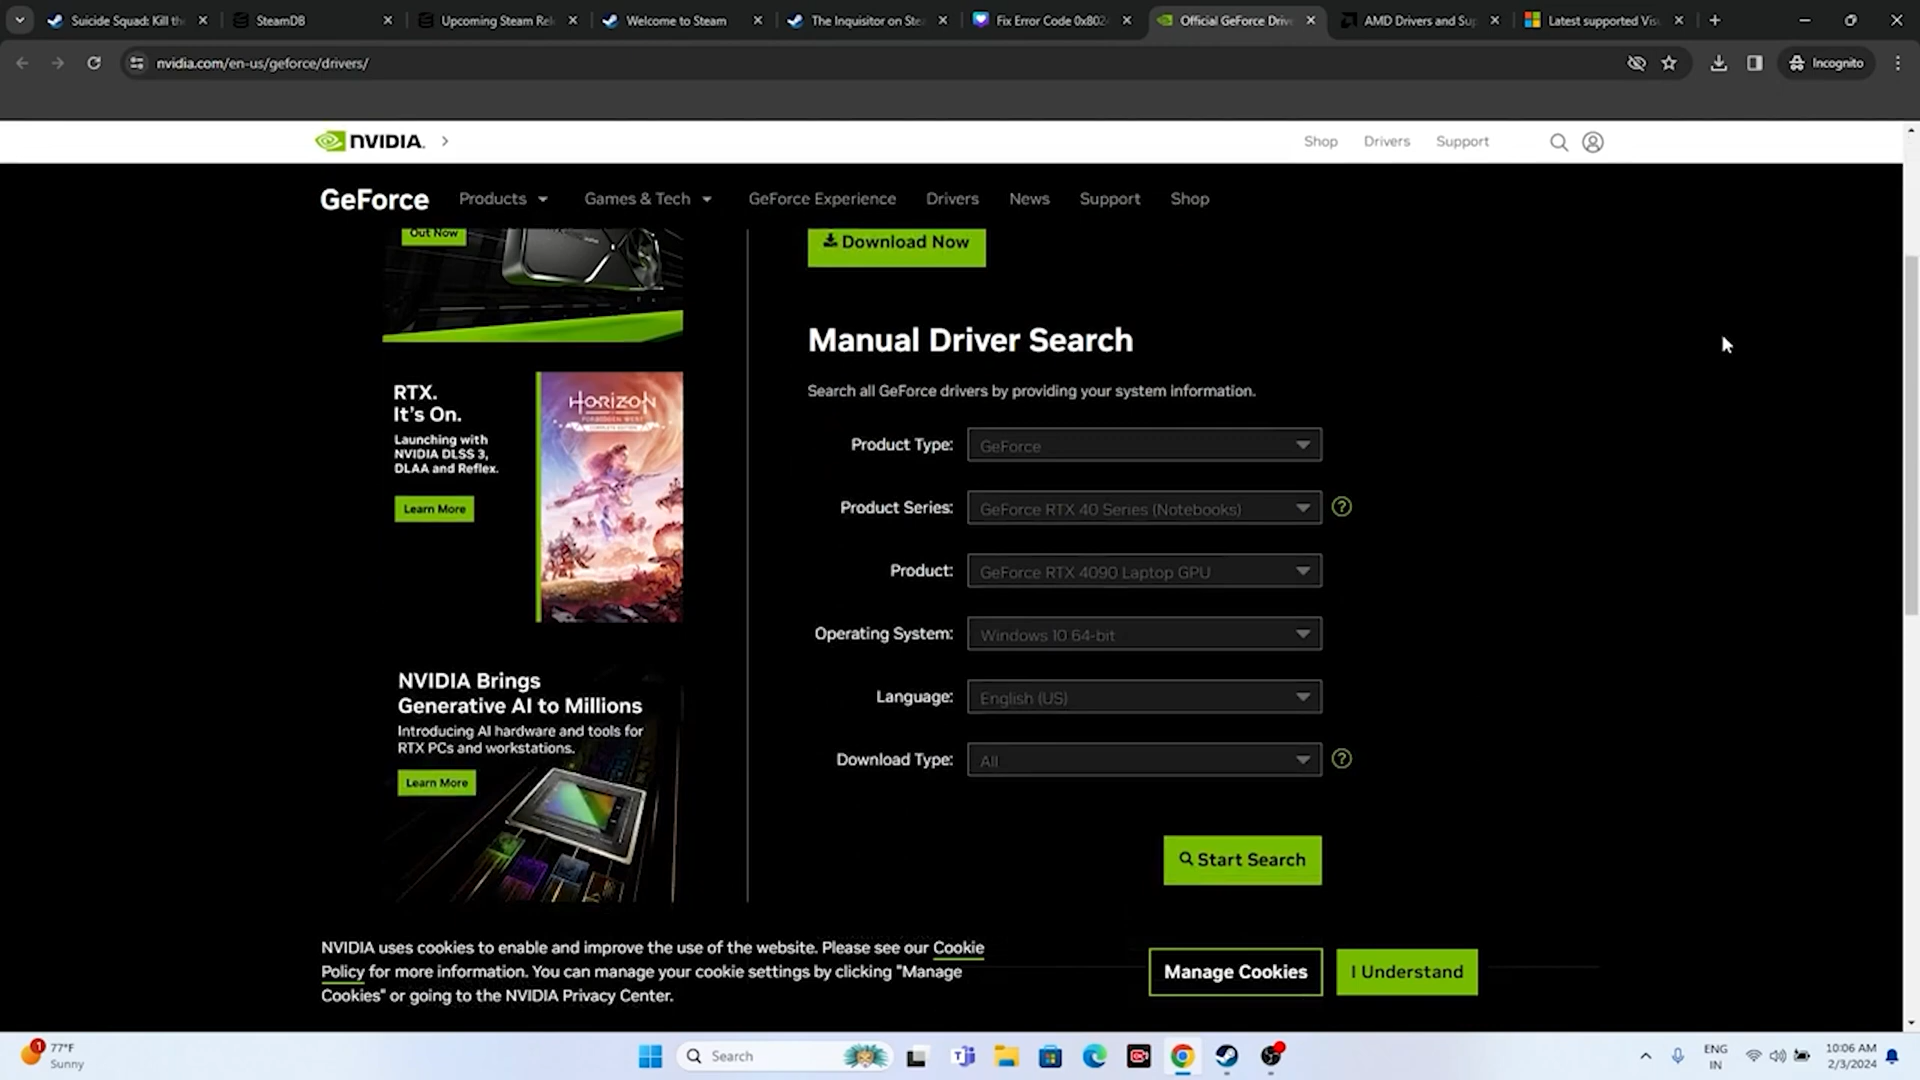 Suicide Squad: Kill the
SteamDB
Upcoming Steam Rel
Welcome to Steam
The Inquisitor on Ste
Fix Error Code 0x802
Official GeForce Drive
AMD Drivers and Sup
Latest supported Vis
nvidia.com/en-us/geforce/drivers/
Incognito
NVIDIA.
Shop
Drivers
Support
GeForce
Products
Games & Tech
GeForce Experience
Drivers
News
Support
Shop
Out Now
Download Now
Manual Driver Search
Search all GeForce drivers by providing your system information.
RTX.
It's On.
Launching with
NVIDIA DLSS 3,
DLAA and Reflex.
Learn More
HORIZON
Product Type:
GeForce
Product Series:
GeForce RTX 40 Series (Notebooks)
?
Product:
GeForce RTX 4090 Laptop GPU
Operating System:
Windows 10 64-bit
Language:
English (US)
Download Type:
All
?
NVIDIA Brings
Generative AI to Millions
Introducing AI hardware and tools for
RTX PCs and workstations.
Learn More
Start Search
NVIDIA uses cookies to enable and improve the use of the website. Please see our Cookie
Policy for more information. You can manage your cookie settings by clicking "Manage
Cookies" or going to the NVIDIA Privacy Center.
Manage Cookies
I Understand
1
77°F
Sunny
Search
ENG
IN
10:06 AM
2/3/2024